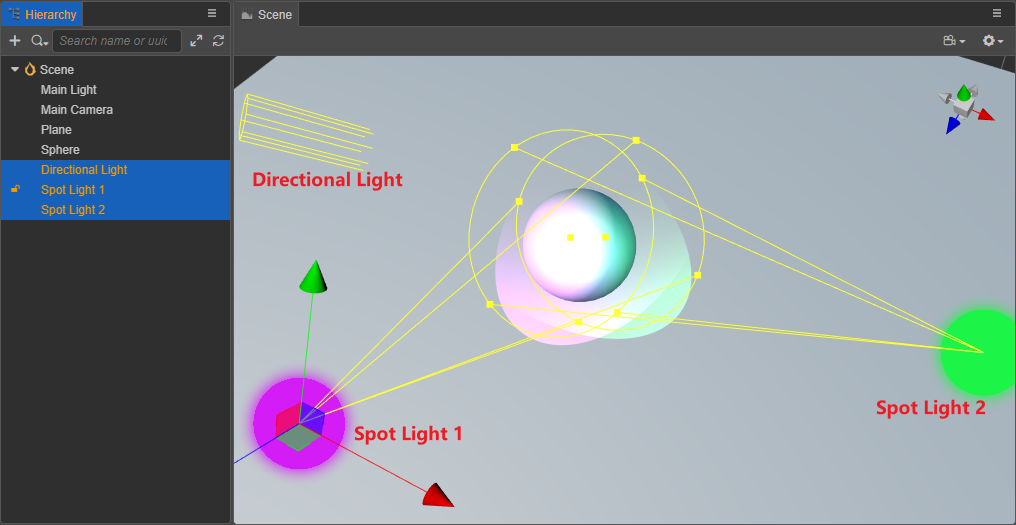 Hierarchy
Search name or uuic
Scene
Main Light
Main Camera
Plane
Sphere
Directional Light
Spot Light 1
Spot Light 2
Scene
Directional Light
Spot Light 1
Spot Light 2